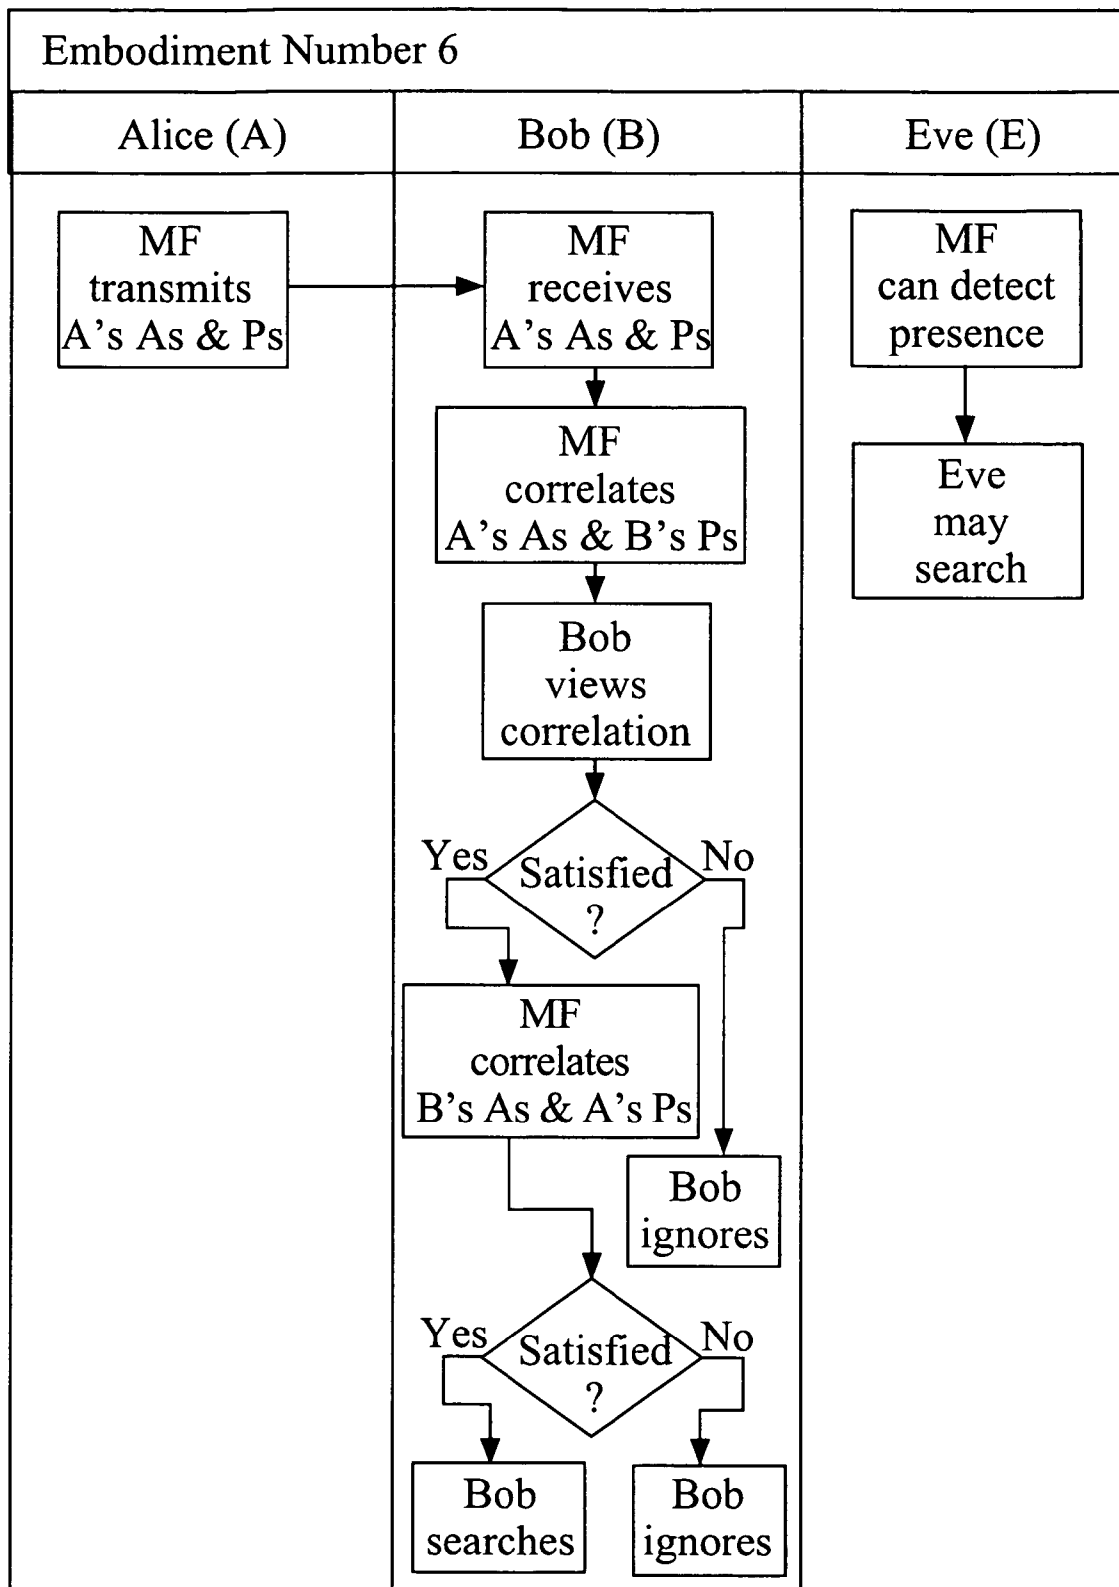 Embodiment Number 6
Alice (A)
Bob (B)
Eve (E)
MF
transmits
A's As & Ps
MF
receives
A's As & Ps
MF
can detect
presence
MF
correlates
A's As & B's Ps
Eve
may
search
Bob
views
correlation
Yes
No
Satisfied
?
MF
correlates
B's As & A's Ps
Bob
ignores
Yes
No
Satisfied
?
Bob
searches
Bob
ignores